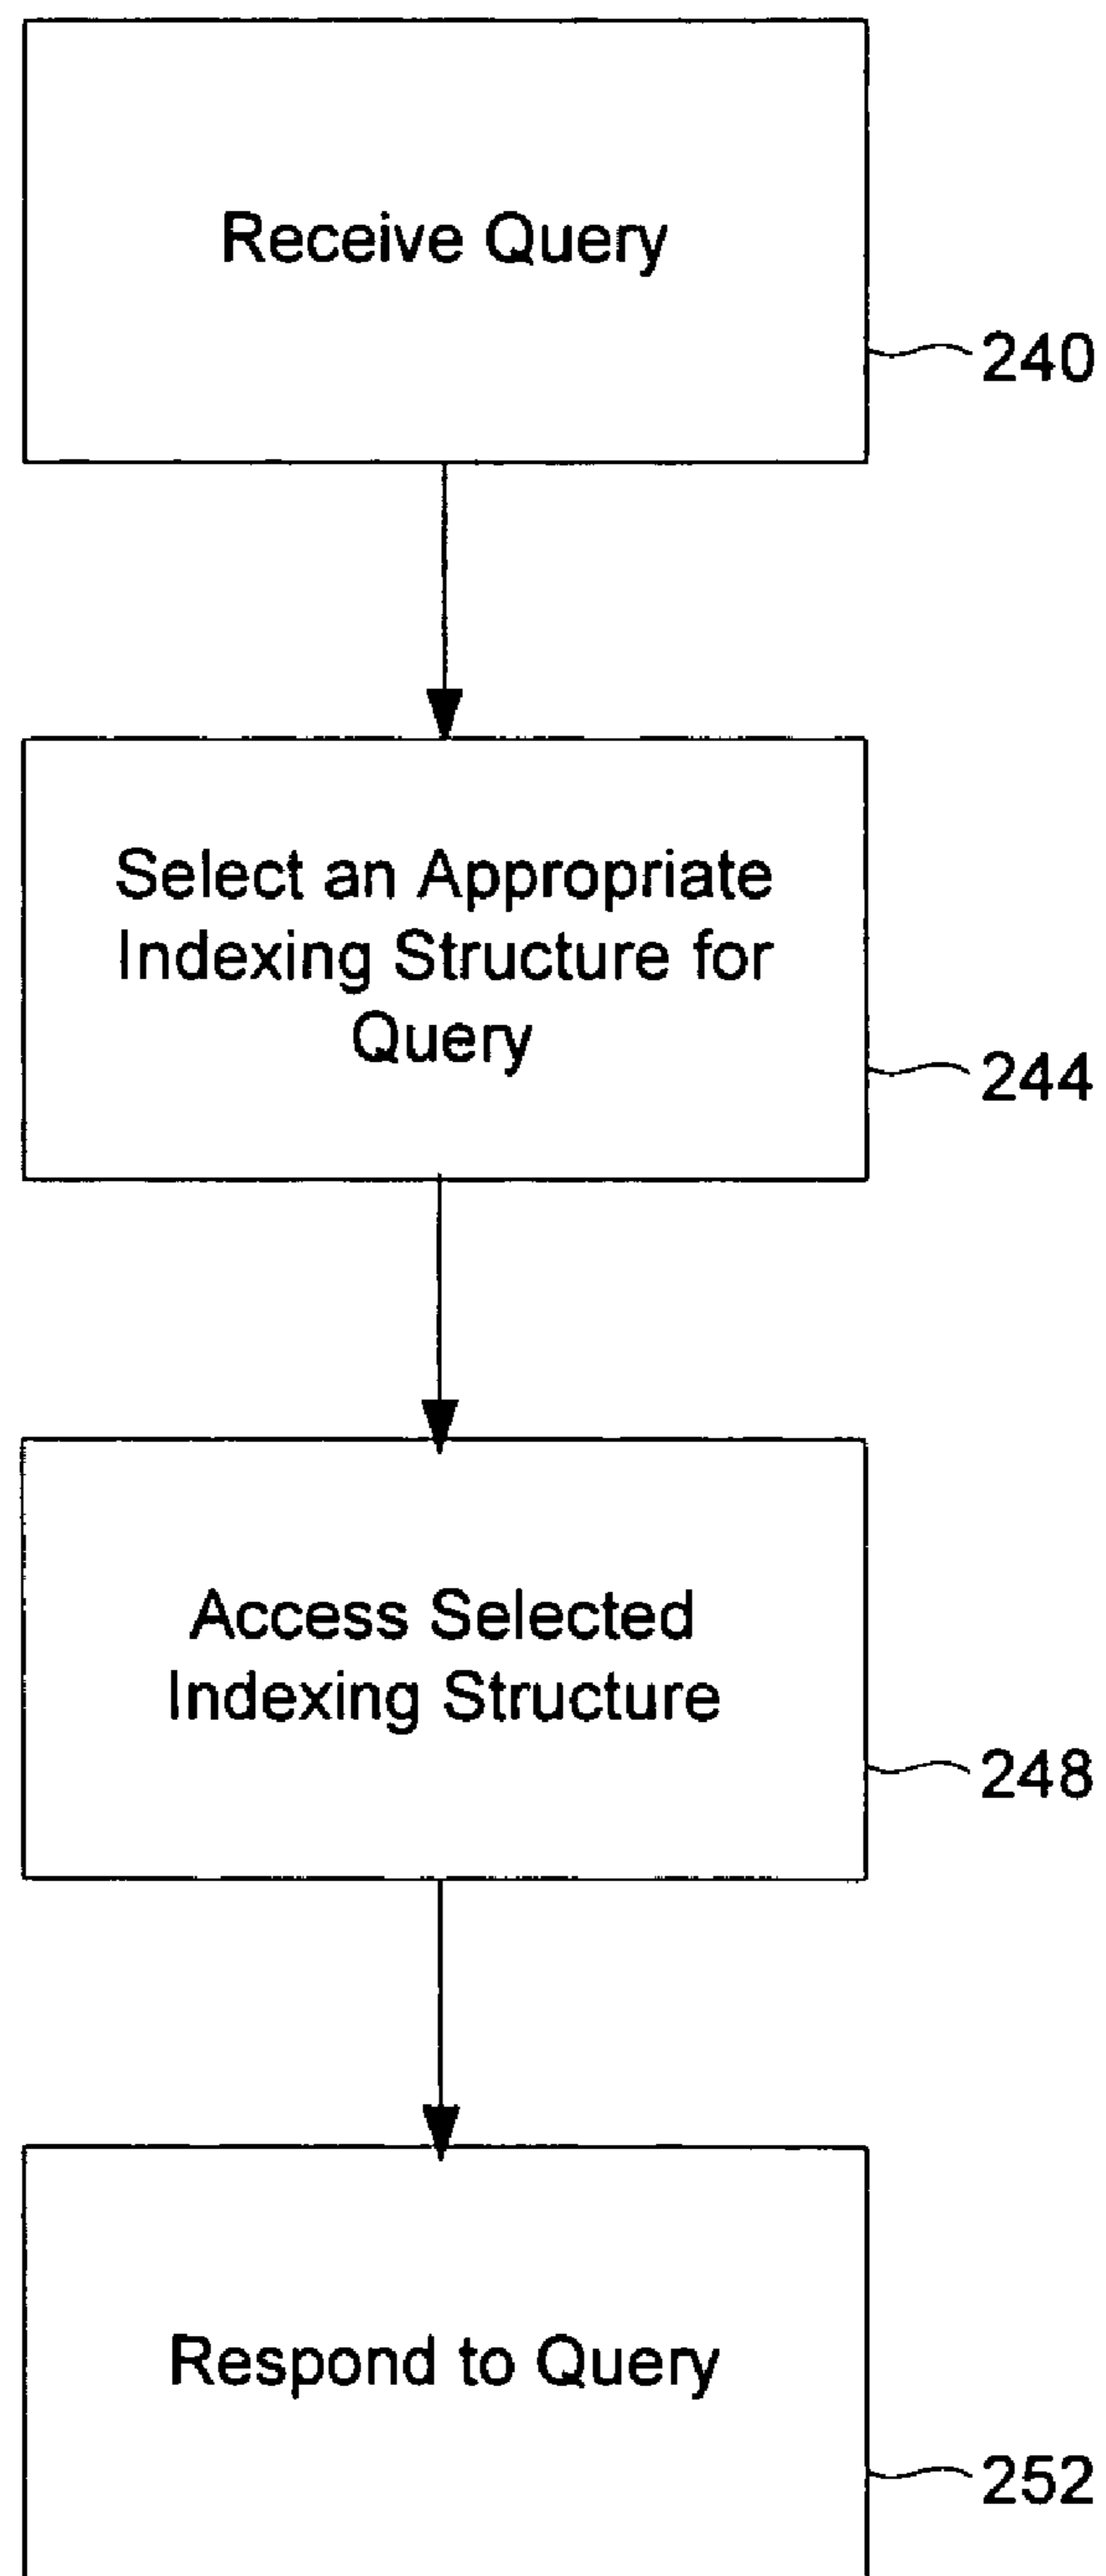 Receive Query
240
Select an Appropriate
Indexing Structure for
Query
244
Access Selected
Indexing Structure
248
Respond to Query
252